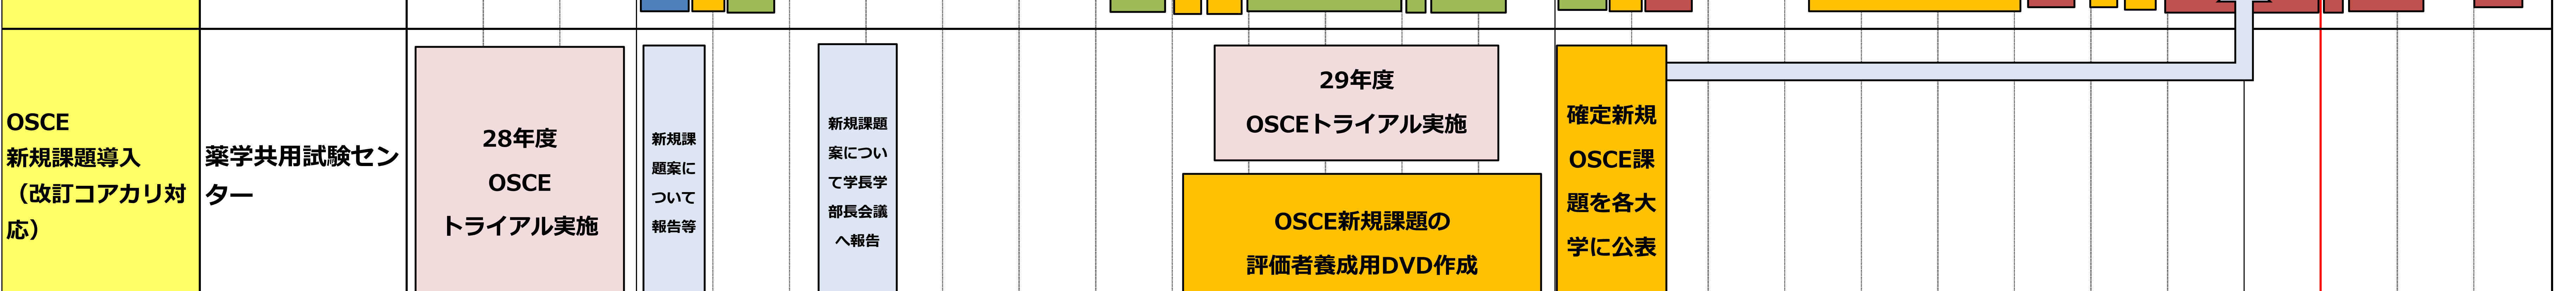 OSCE
新規課題導入
（改訂コアカリ対
応）
薬学共用試験セン
ター
28年度
OSCE
トライアル実施
新規課
題案に
ついて
報告等
新規課題
案につい
て学長学
部長会議
へ報告
29年度
OSCEトライアル実施
OSCE新規課題の
評価者養成用DVD作成
確定新規
OSCE課
題を各大
学に公表